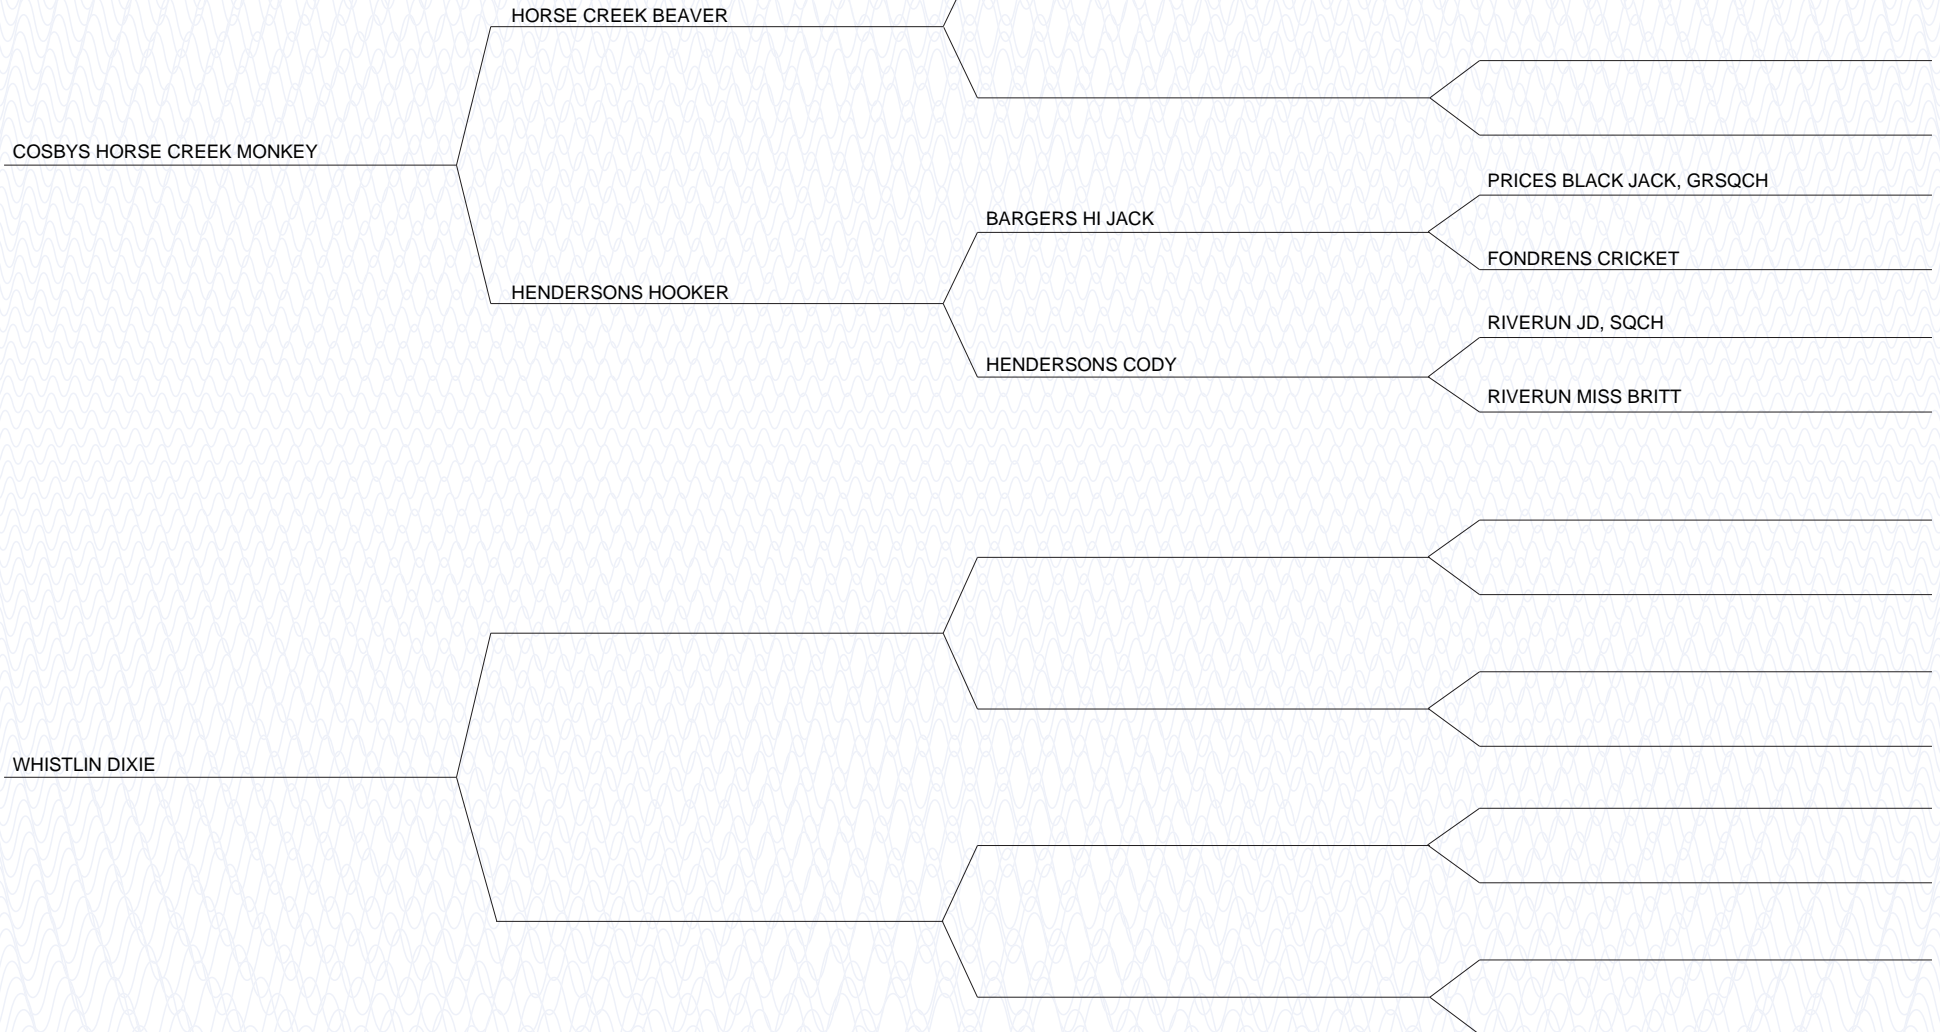 HORSE CREEK BEAVER
COSBYS HORSE CREEK MONKEY
PRICES BLACK JACK, GRSQCH
BARGERS HI JACK
FONDRENS CRICKET
HENDERSONS HOOKER
RIVERUN JD, SQCH
HENDERSONS CODY
RIVERUN MISS BRITT
WHISTLIN DIXIE